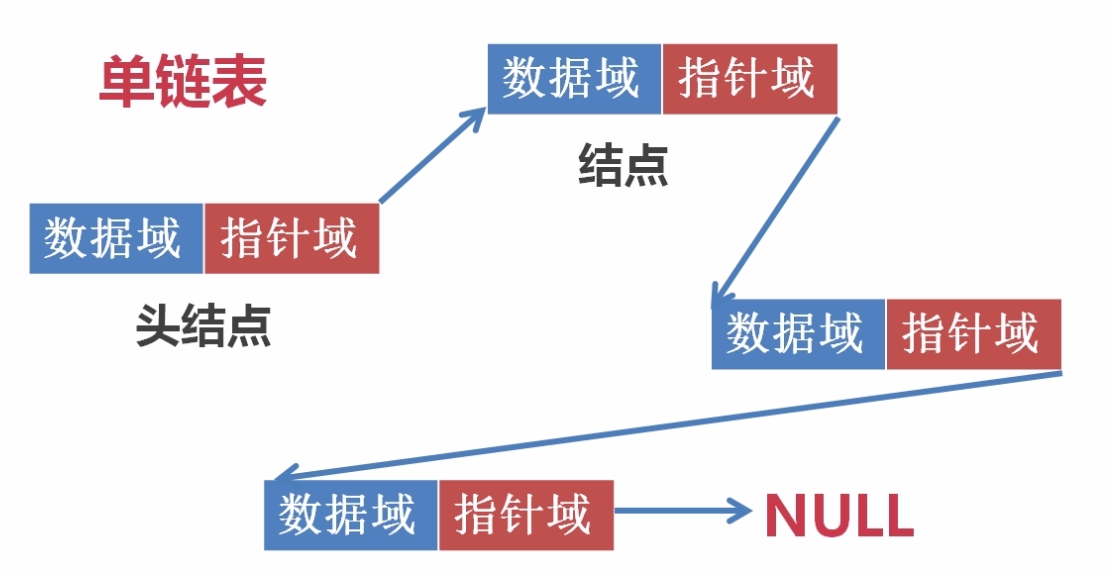 单链表
数据域 指针域
结点
数据域 指针域
头结点
数据域 指针域
数据域 指针域
NULL